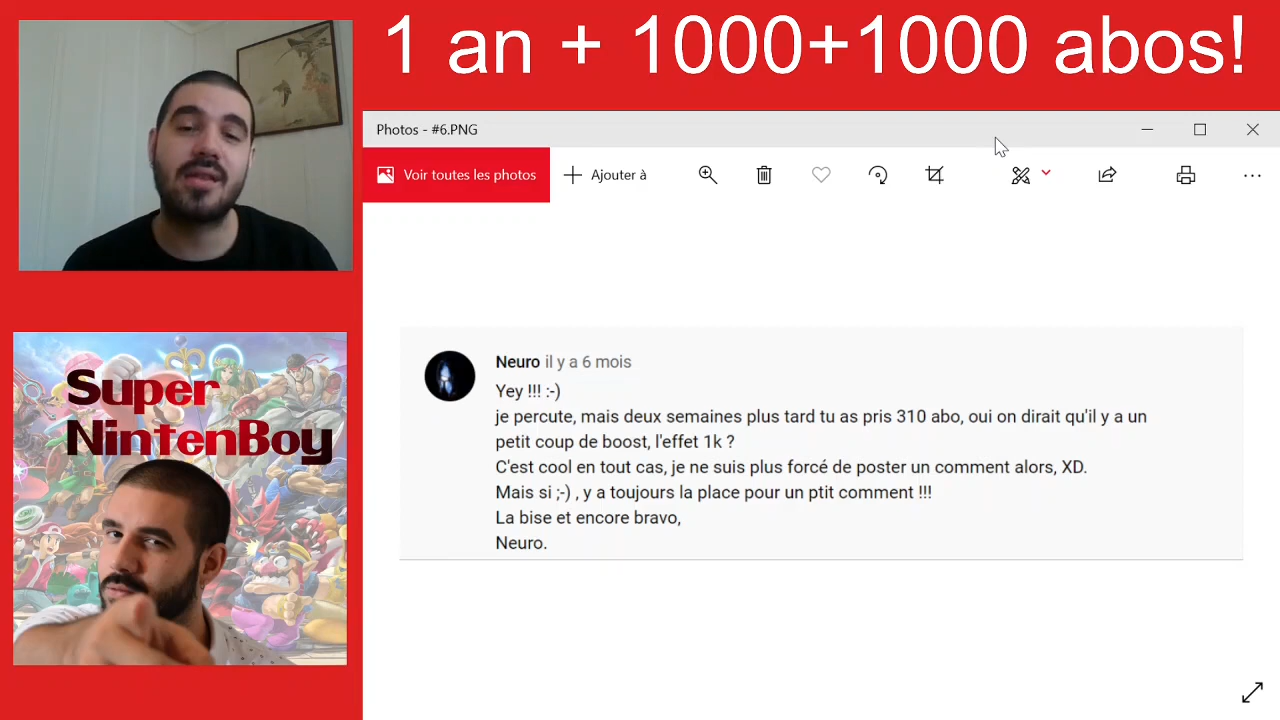 1 an + 1000+1000 abos!
Photos - #6.PNG
Voir toutes les photos
Ajouter à
Neuro il y a 6 mois
Yey !!! :-)
je percute, mais deux semaines plus tard tu as pris 310 abo, oui on dirait qu'il y a un
petit coup de boost, l'effet 1k ?
C'est cool en tout cas, je ne suis plus forcé de poster un comment alors, XD.
Mais si ;-) , y a toujours la place pour un ptit comment !!!
La bise et encore bravo,
Neuro.
Super
NintenBoy